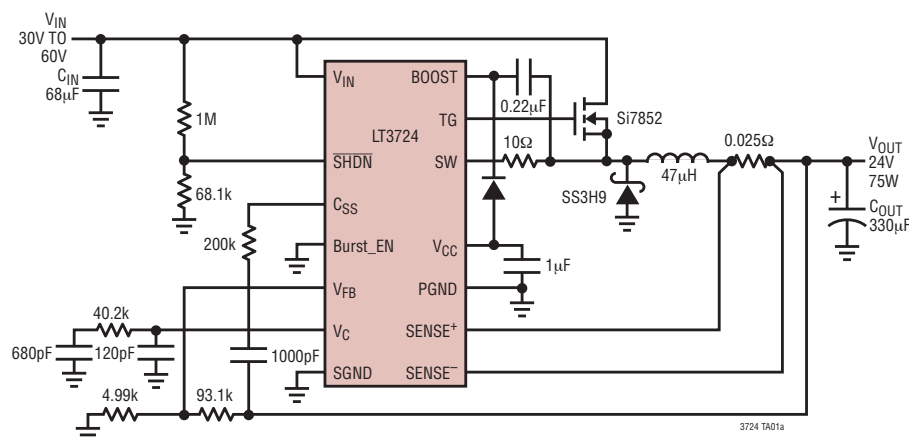 V_IN
30V TO
60V
C_IN
68μF
1M
68.1k
V_IN
SHDN
C_SS
Burst_EN
V_FB
V_C
SGND
LT3724
BOOST
TG
SW
V_CC
PGND
SENSE+
SENSE−
0.22μF
10Ω
Si7852
SS3H9
47μH
0.025Ω
V_OUT
24V
75W
+
C_OUT
330μF
1μF
200k
1000pF
40.2k
680pF
120pF
4.99k
93.1k
3724 TA01a